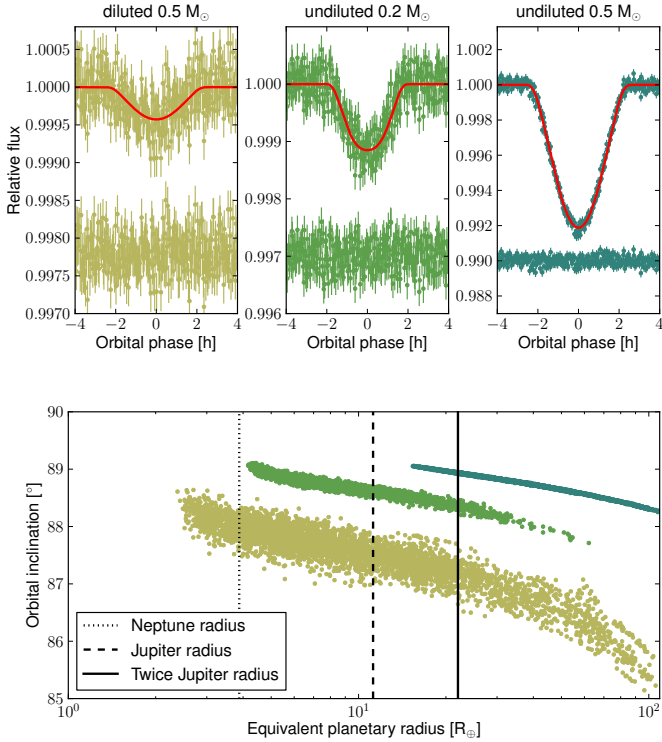 diluted 0.5 M☉
undiluted 0.2 M☉
undiluted 0.5 M☉
Relative flux
1.0005
1.0000
0.9995
0.9990
0.9985
0.9980
0.9975
0.9970
−4 −2 0 2 4
Orbital phase [h]
1.000
0.999
0.998
0.997
0.996
−4 −2 0 2 4
Orbital phase [h]
1.002
1.000
0.998
0.996
0.994
0.992
0.990
0.988
−4 −2 0 2 4
Orbital phase [h]
Orbital inclination [°]
90
89
88
87
86
85
Neptune radius
Jupiter radius
Twice Jupiter radius
10⁰ 10¹ 10²
Equivalent planetary radius [R⊕]